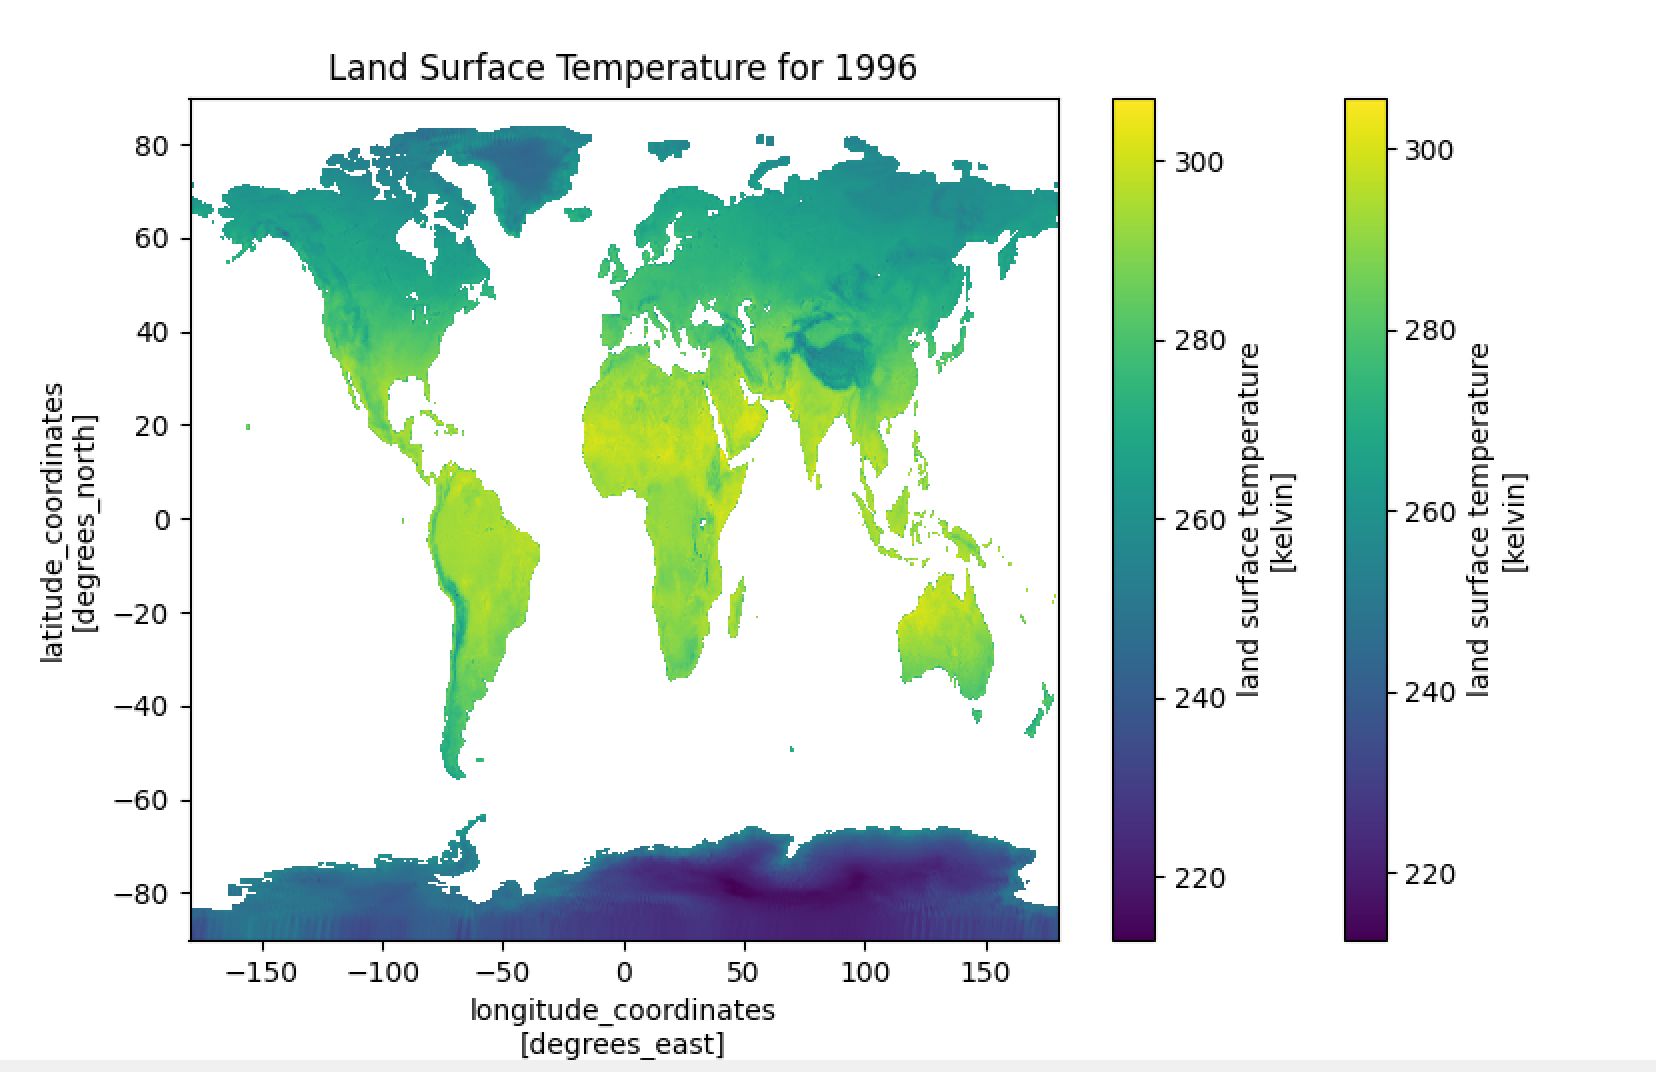 Land Surface Temperature for 1996
80
60
40
20
0
−20
−40
−60
−80
latitude_coordinates
[degrees_north]
−150
−100
−50
0
50
100
150
longitude_coordinates
[degrees_east]
300
280
260
240
220
land surface temperature
[kelvin]
300
280
260
240
220
land surface temperature
[kelvin]